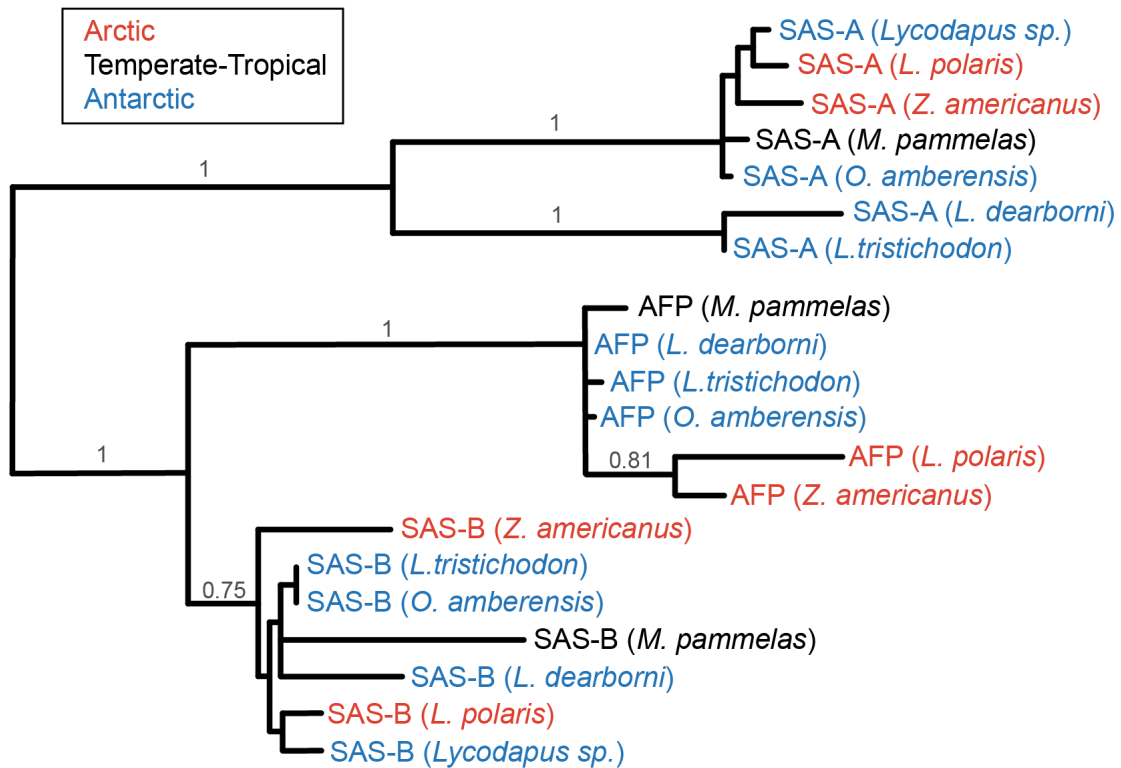 Arctic
Temperate-Tropical
Antarctic
SAS-A (Lycodapus sp.)
SAS-A (L. polaris)
SAS-A (Z. americanus)
1
SAS-A (M. pammelas)
1
SAS-A (O. amberensis)
1
SAS-A (L. dearborni)
SAS-A (L.tristichodon)
AFP (M. pammelas)
1
AFP (L. dearborni)
AFP (L.tristichodon)
AFP (O. amberensis)
1
0.81
AFP (L. polaris)
AFP (Z. americanus)
SAS-B (Z. americanus)
SAS-B (L.tristichodon)
0.75
SAS-B (O. amberensis)
SAS-B (M. pammelas)
SAS-B (L. dearborni)
SAS-B (L. polaris)
SAS-B (Lycodapus sp.)